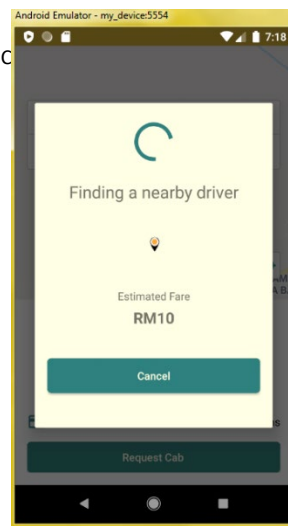 Android Emulator - my_device:5554
7:18
Finding a nearby driver
Estimated Fare
RM10
Cancel
Request Cab